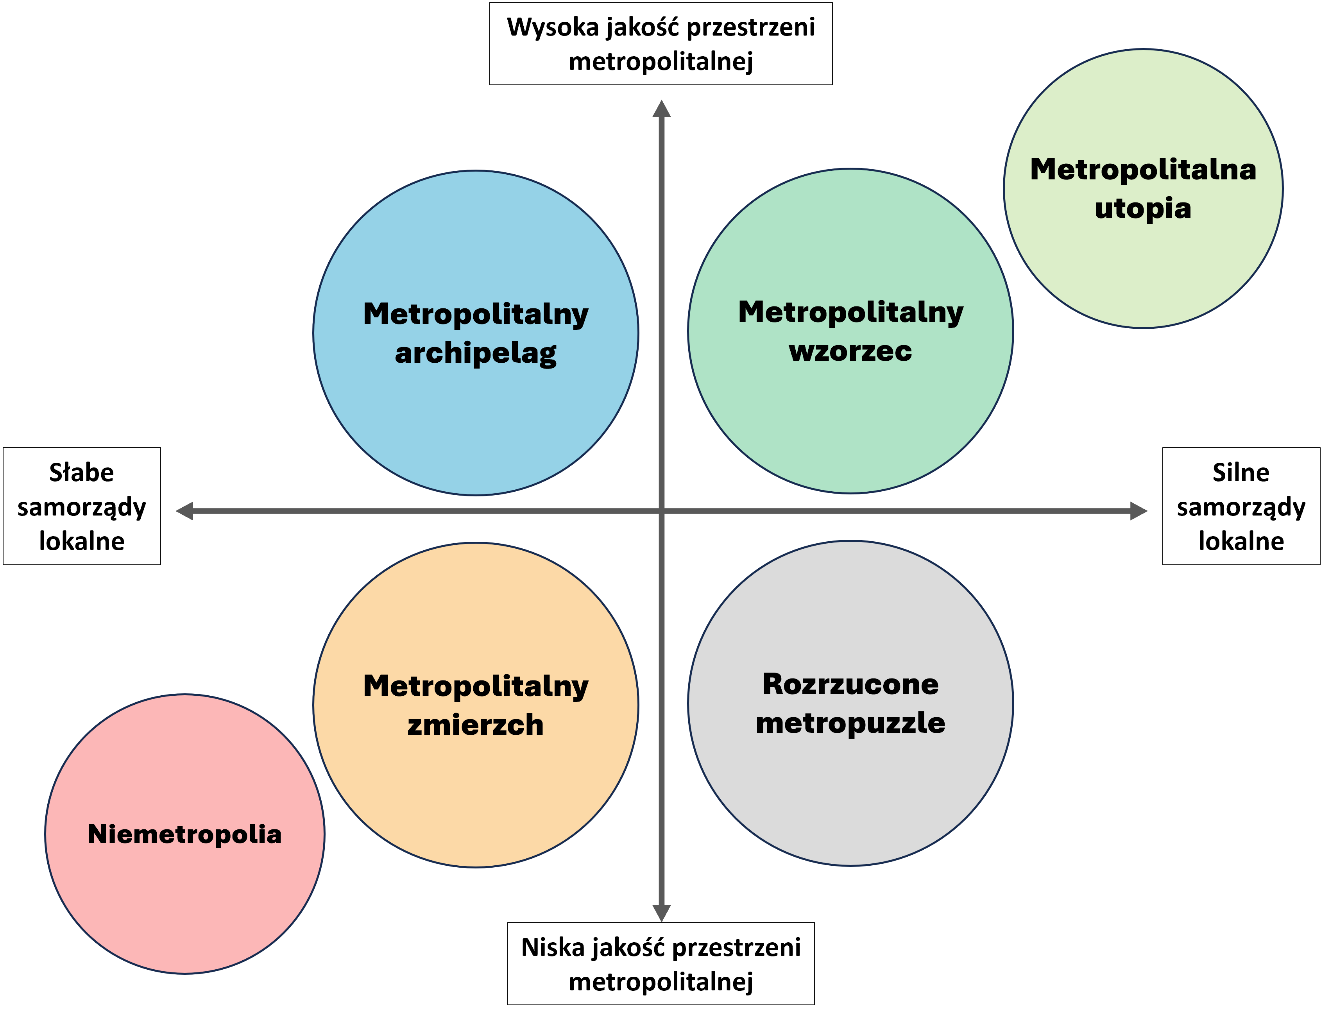 Wysoka jakość przestrzeni
metropolitalnej
Metropolitalna
utopia
Metropolitalny
archipelag
Metropolitalny
wzorzec
Słabe
samorządy
lokalne
Silne
samorządy
lokalne
Metropolitalny
zmierzch
Rozrzucone
metropuzzle
Niemetropolia
Niska jakość przestrzeni
metropolitalnej